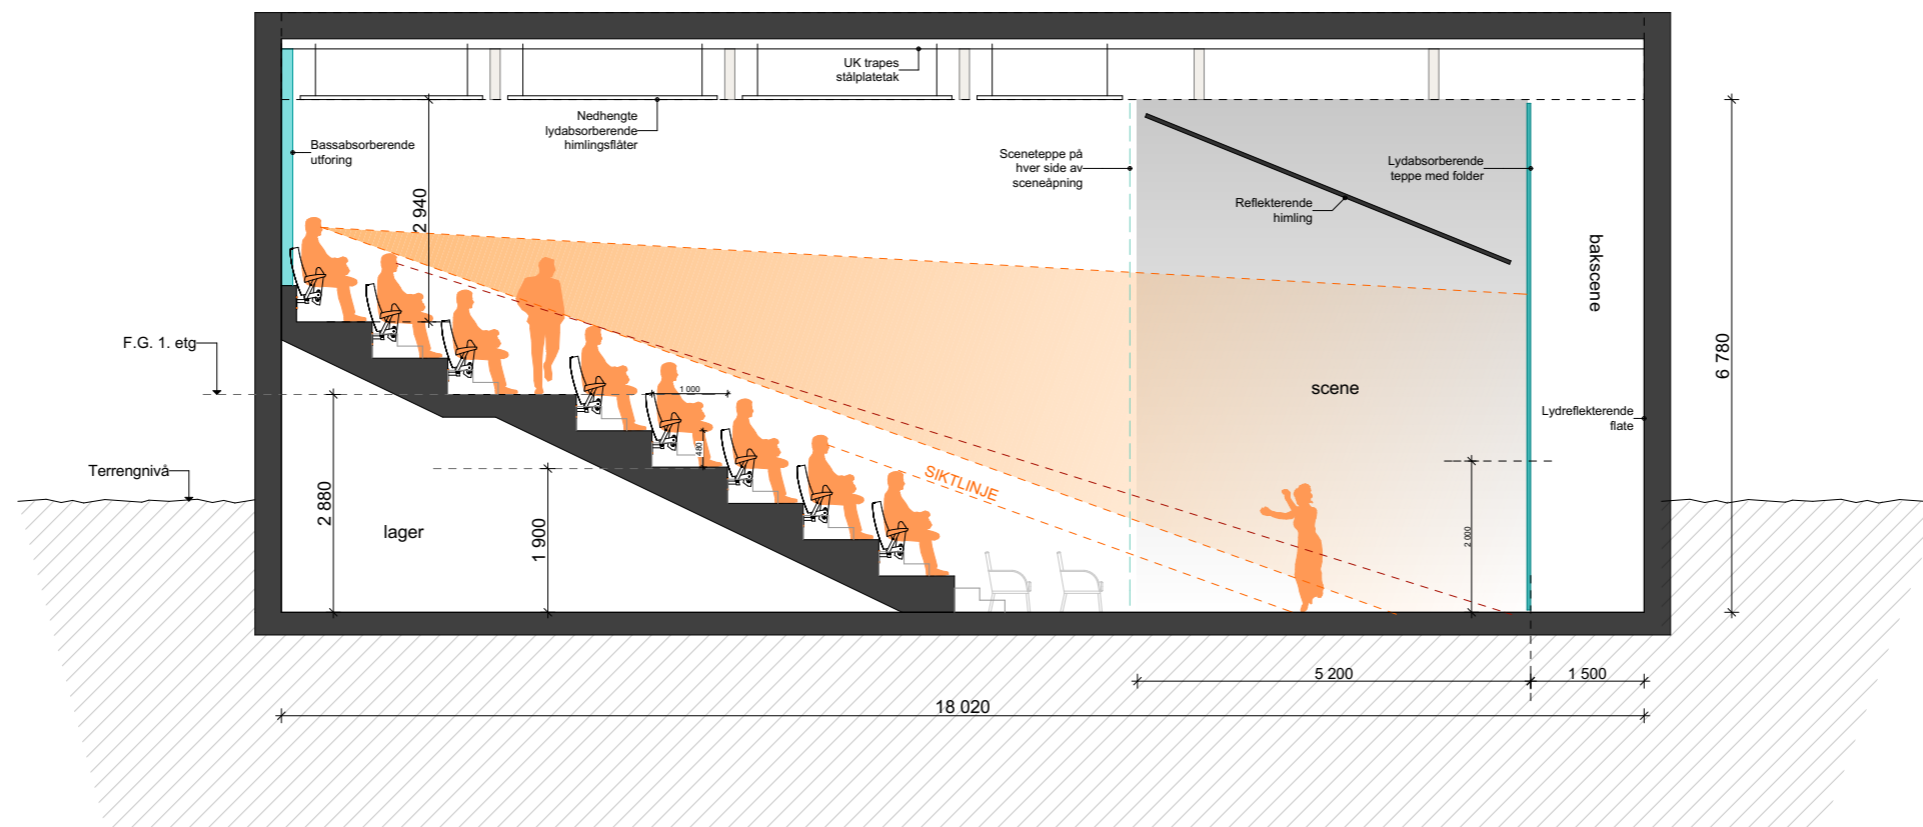 UK trapes
stålplatetak
Nedhengte
lydabsorberende
himlingsflåter
Bassabsorberende
utforing
Sceneteppe på
hver side av
sceneåpning
Lydabsorberende
teppe med folder
Reflekterende
himling
2 940
bakscene
F.G. 1. etg
6 780
1 000
scene
Lydreflekterende
flate
480
Terrengnivå
SIKTLINJE
2 880
lager
1 900
2 000
5 200
1 500
18 020